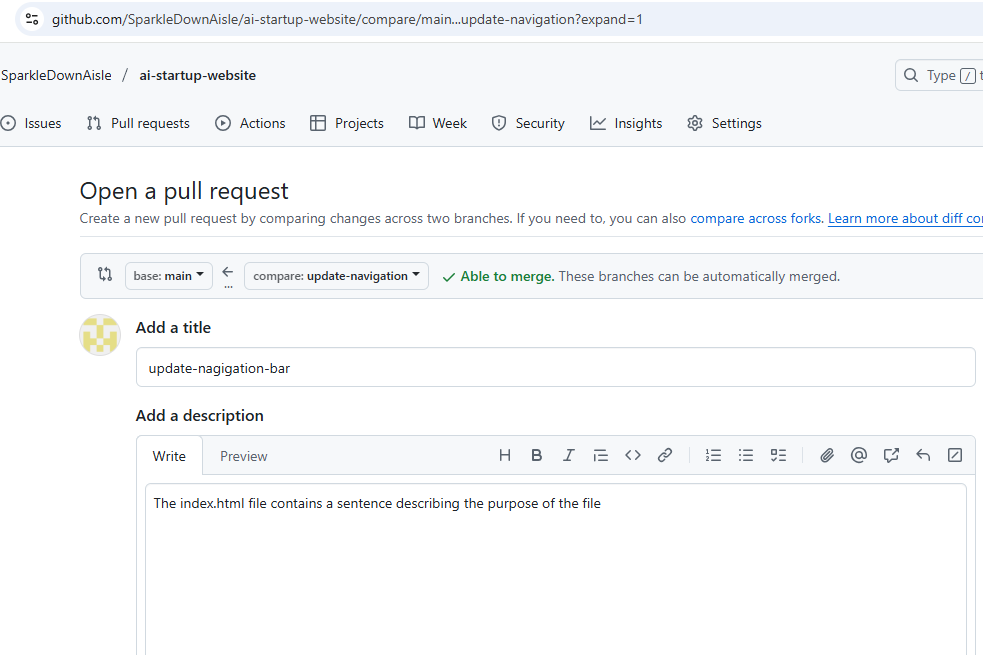 github.com/SparkleDownAisle/ai-startup-website/compare/main...update-navigation?expand=1
SparkleDownAisle / ai-startup-website
Type / t
Issues Pull requests Actions Projects Week Security Insights Settings
Open a pull request
Create a new pull request by comparing changes across two branches. If you need to, you can also compare across forks. Learn more about diff co
base: main ← ... compare: update-navigation Able to merge. These branches can be automatically merged.
Add a title
update-nagigation-bar
Add a description
Write Preview
The index.html file contains a sentence describing the purpose of the file